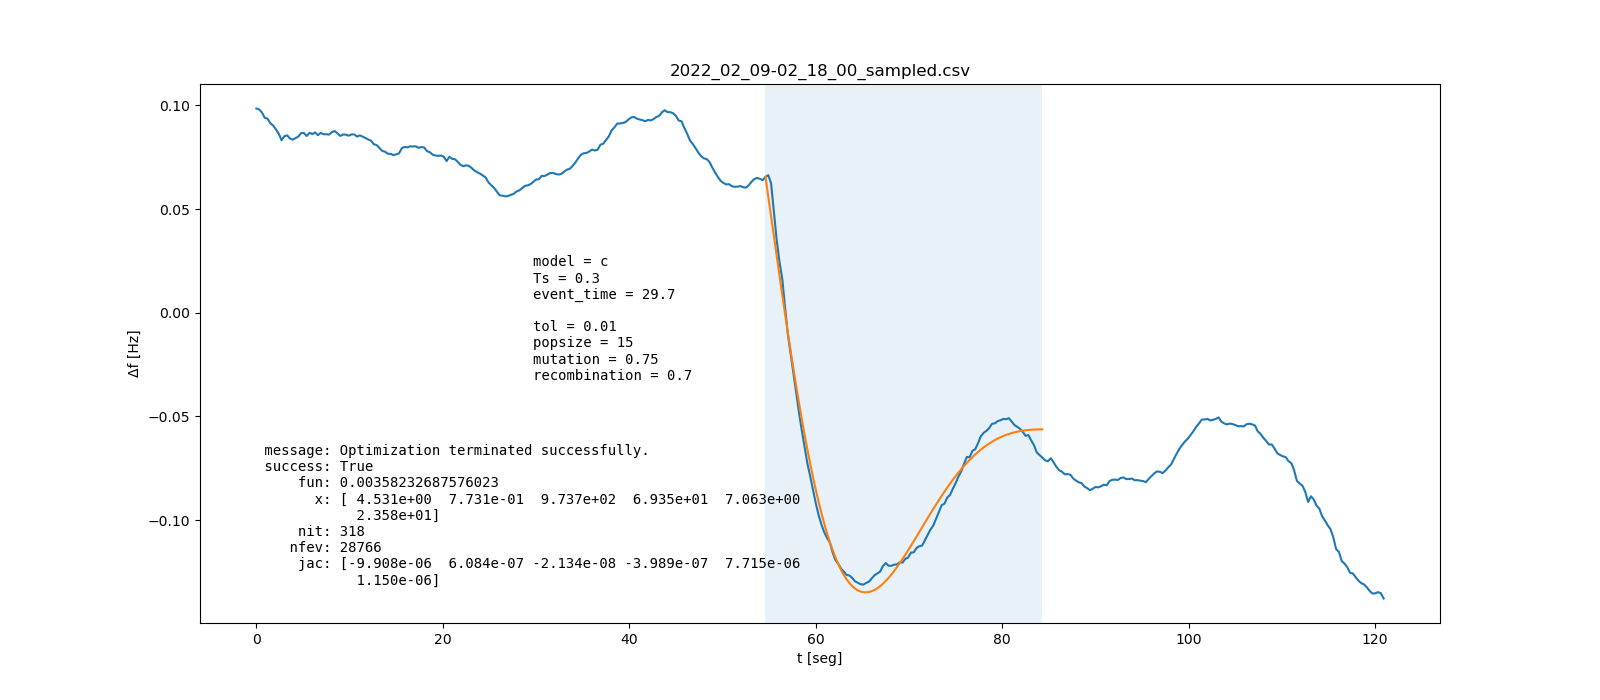 2022_02_09-02_18_00_sampled.csv
0.10
0.05
0.00
−0.05
−0.10
Δf [Hz]
model = c
Ts = 0.3
event_time = 29.7
tol = 0.01
popsize = 15
mutation = 0.75
recombination = 0.7
message: Optimization terminated successfully.
success: True
fun: 0.00358232687576023
x: [ 4.531e+00  7.731e-01  9.737e+02  6.935e+01  7.063e+00
2.358e+01]
nit: 318
nfev: 28766
jac: [-9.908e-06  6.084e-07 -2.134e-08 -3.989e-07  7.715e-06
1.150e-06]
0 20 40 60 80 100 120
t [seg]